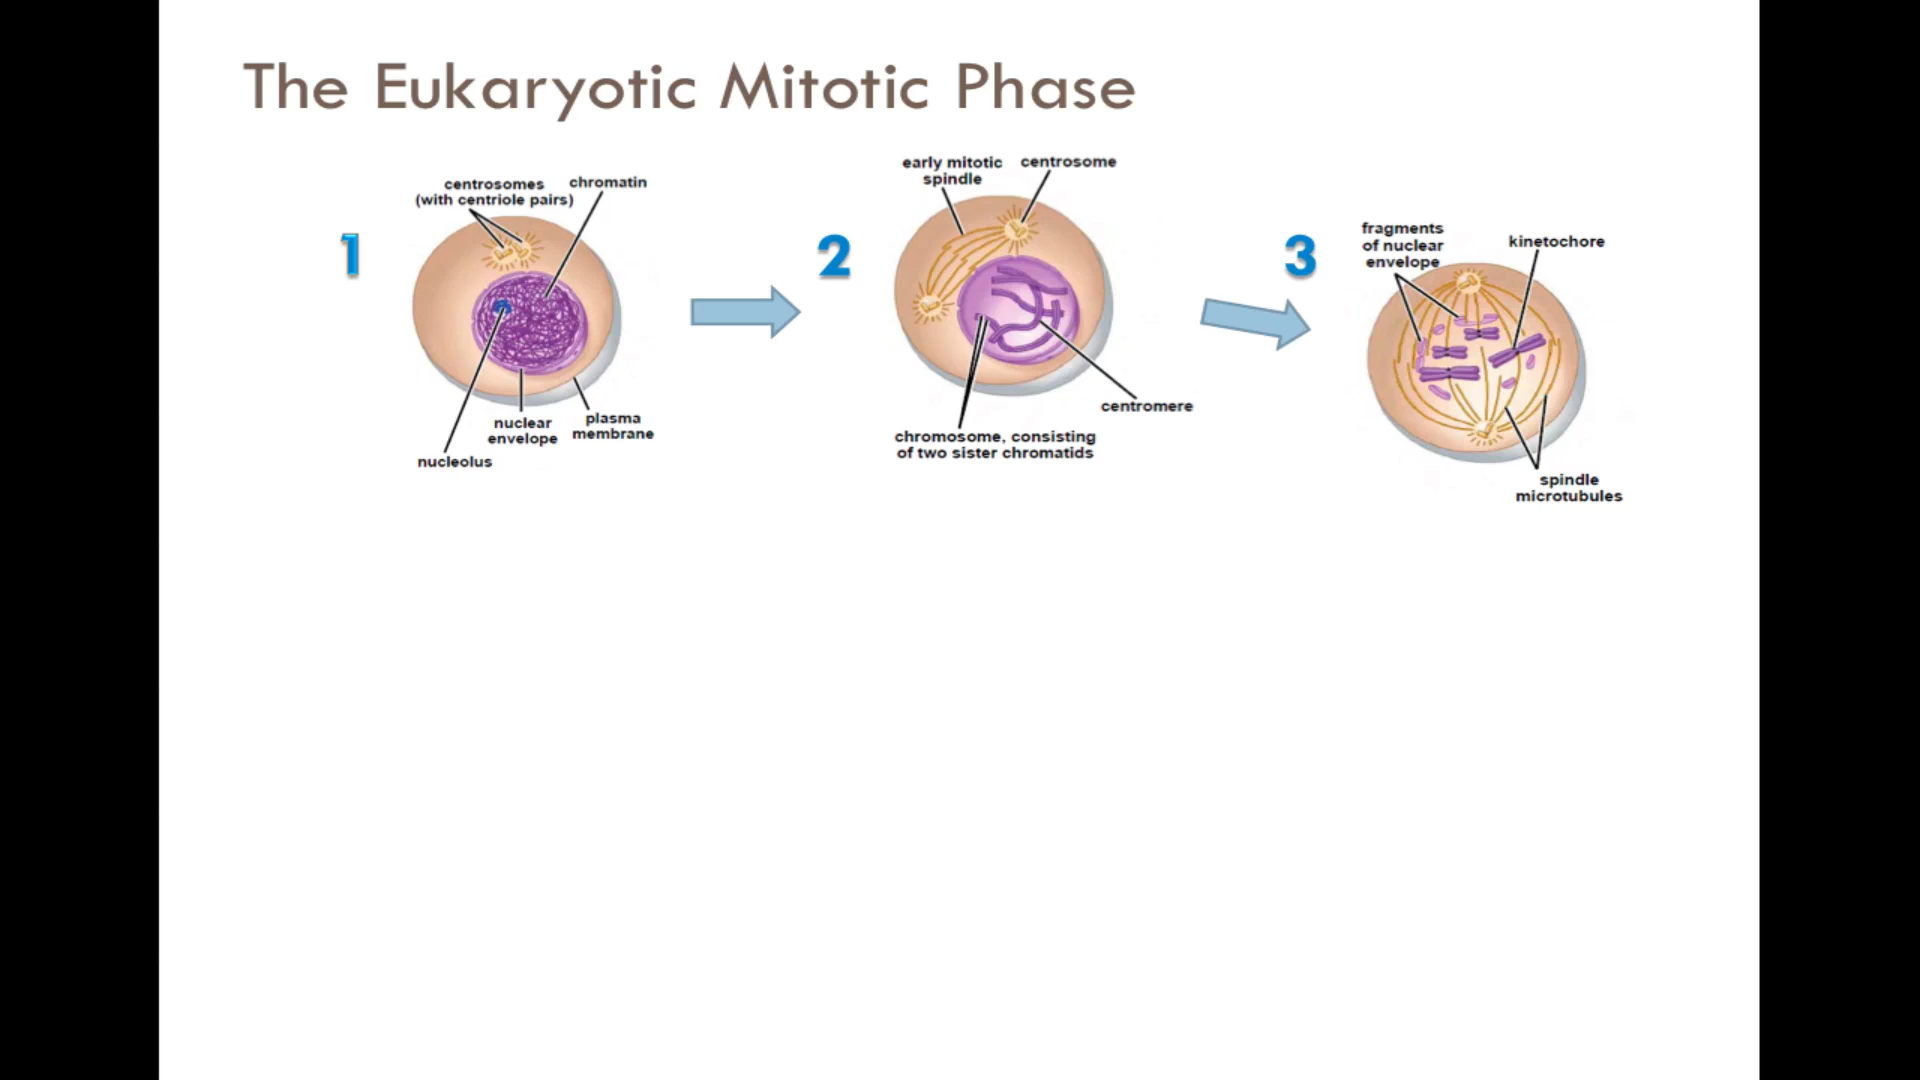 The Eukaryotic Mitotic Phase
1
centrosomes
(with centriole pairs)
chromatin
nucleolus
nuclear
envelope
plasma
membrane
2
early mitotic
spindle
centrosome
centromere
chromosome, consisting
of two sister chromatids
3
fragments
of nuclear
envelope
kinetochore
spindle
microtubules